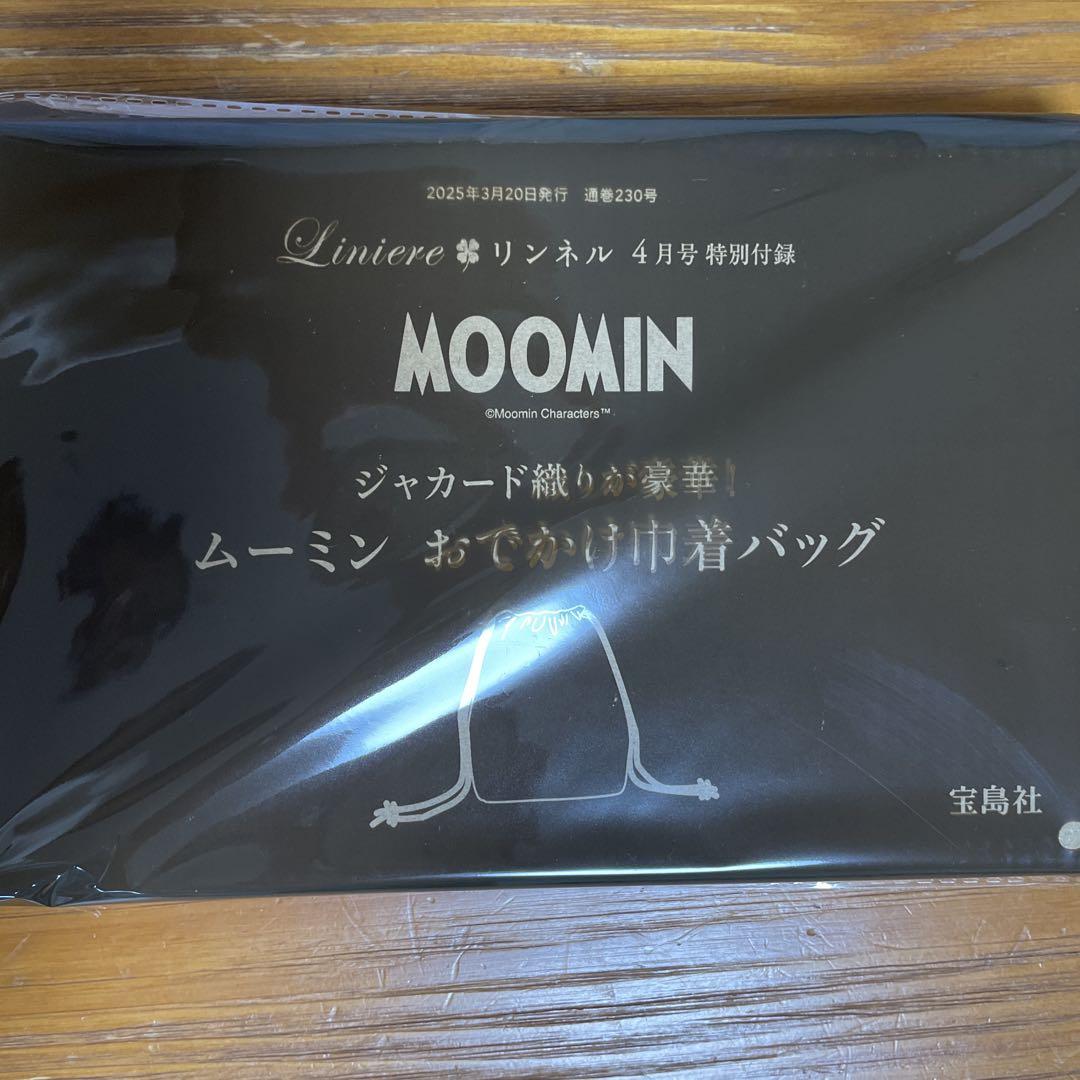 2025年3月20日発行　通巻230号
Liniere リンネル 4月号 特別付録
MOOMIN
©Moomin Characters™
ジャカード織りが豪華!
ムーミン　おでかけ巾着バッグ
宝島社